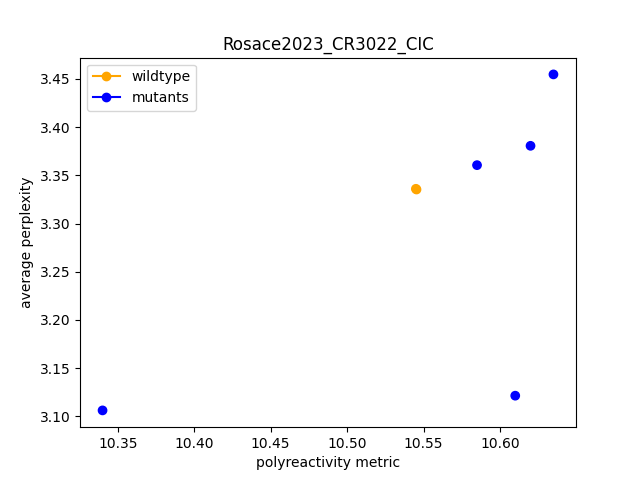 Rosace2023_CR3022_CIC
wildtype
mutants
average perplexity
3.45
3.40
3.35
3.30
3.25
3.20
3.15
3.10
10.35 10.40 10.45 10.50 10.55 10.60
polyreactivity metric